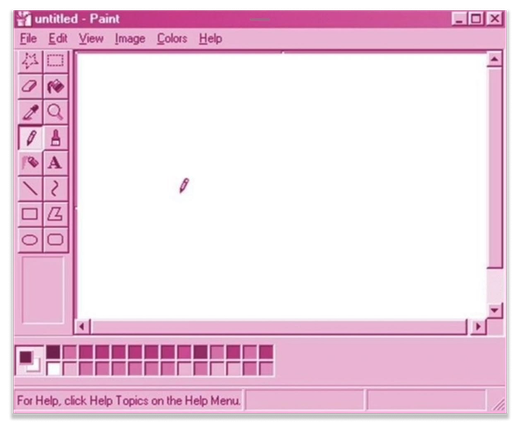 untitled - Paint
File Edit View Image Colors Help
A
For Help, click Help Topics on the Help Menu.